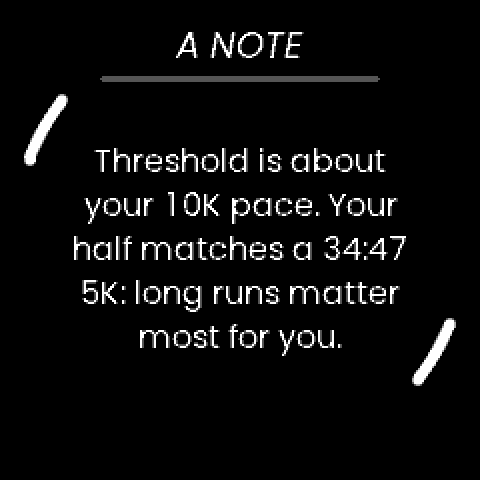 A NOTE
Threshold is about
your 10K pace. Your
half matches a 34:47
5K: long runs matter
most for you.